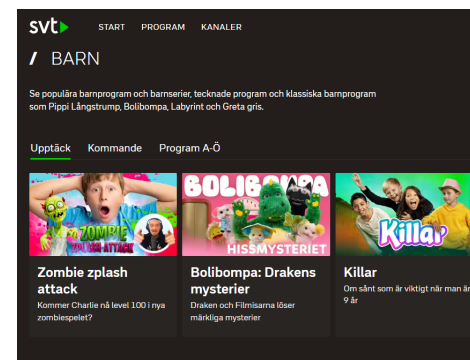 svt
START PROGRAM KANALER
/ BARN
Se populära barnprogram och barnserier, tecknade program och klassiska barnprogram
som Pippi Långstrump, Bolibompa, Labyrint och Greta gris.
Upptäck Kommande Program A-Ö
ZOMBIE
ZPLASH-ATTACK
BOLIBOMPA
HISSMYSTERIET
Killar
Zombie zplash
attack
Kommer Charlie nå level 100 i nya
zombiespelet?
Bolibompa: Drakens
mysterier
Draken och Filmisarna löser
märkliga mysterier
Killar
Om sånt som är viktigt när man är
9 år